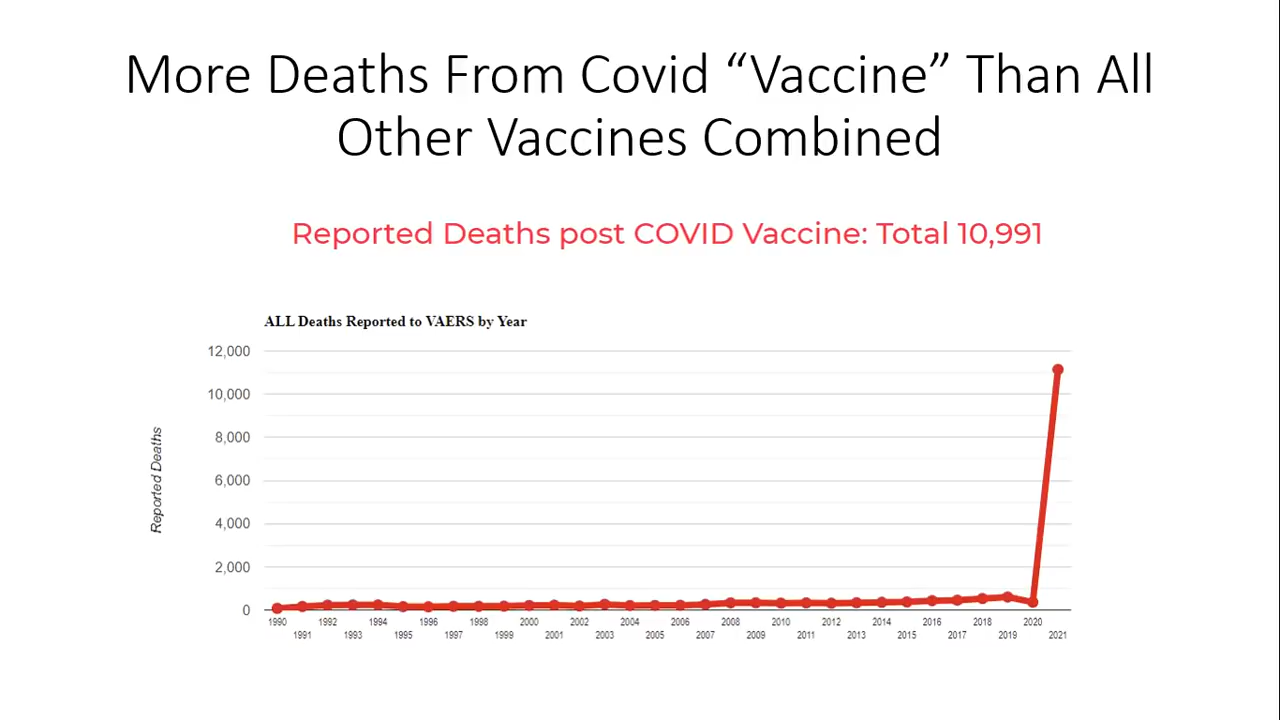 More Deaths From Covid “Vaccine” Than All
Other Vaccines Combined
Reported Deaths post COVID Vaccine: Total 10,991
ALL Deaths Reported to VAERS by Year
12,000
10,000
8,000
6,000
4,000
2,000
0
Reported Deaths
1990 1992 1994 1996 1998 2000 2002 2004 2006 2008 2010 2012 2014 2016 2018 2020
1991 1993 1995 1997 1999 2001 2003 2005 2007 2009 2011 2013 2015 2017 2019 2021